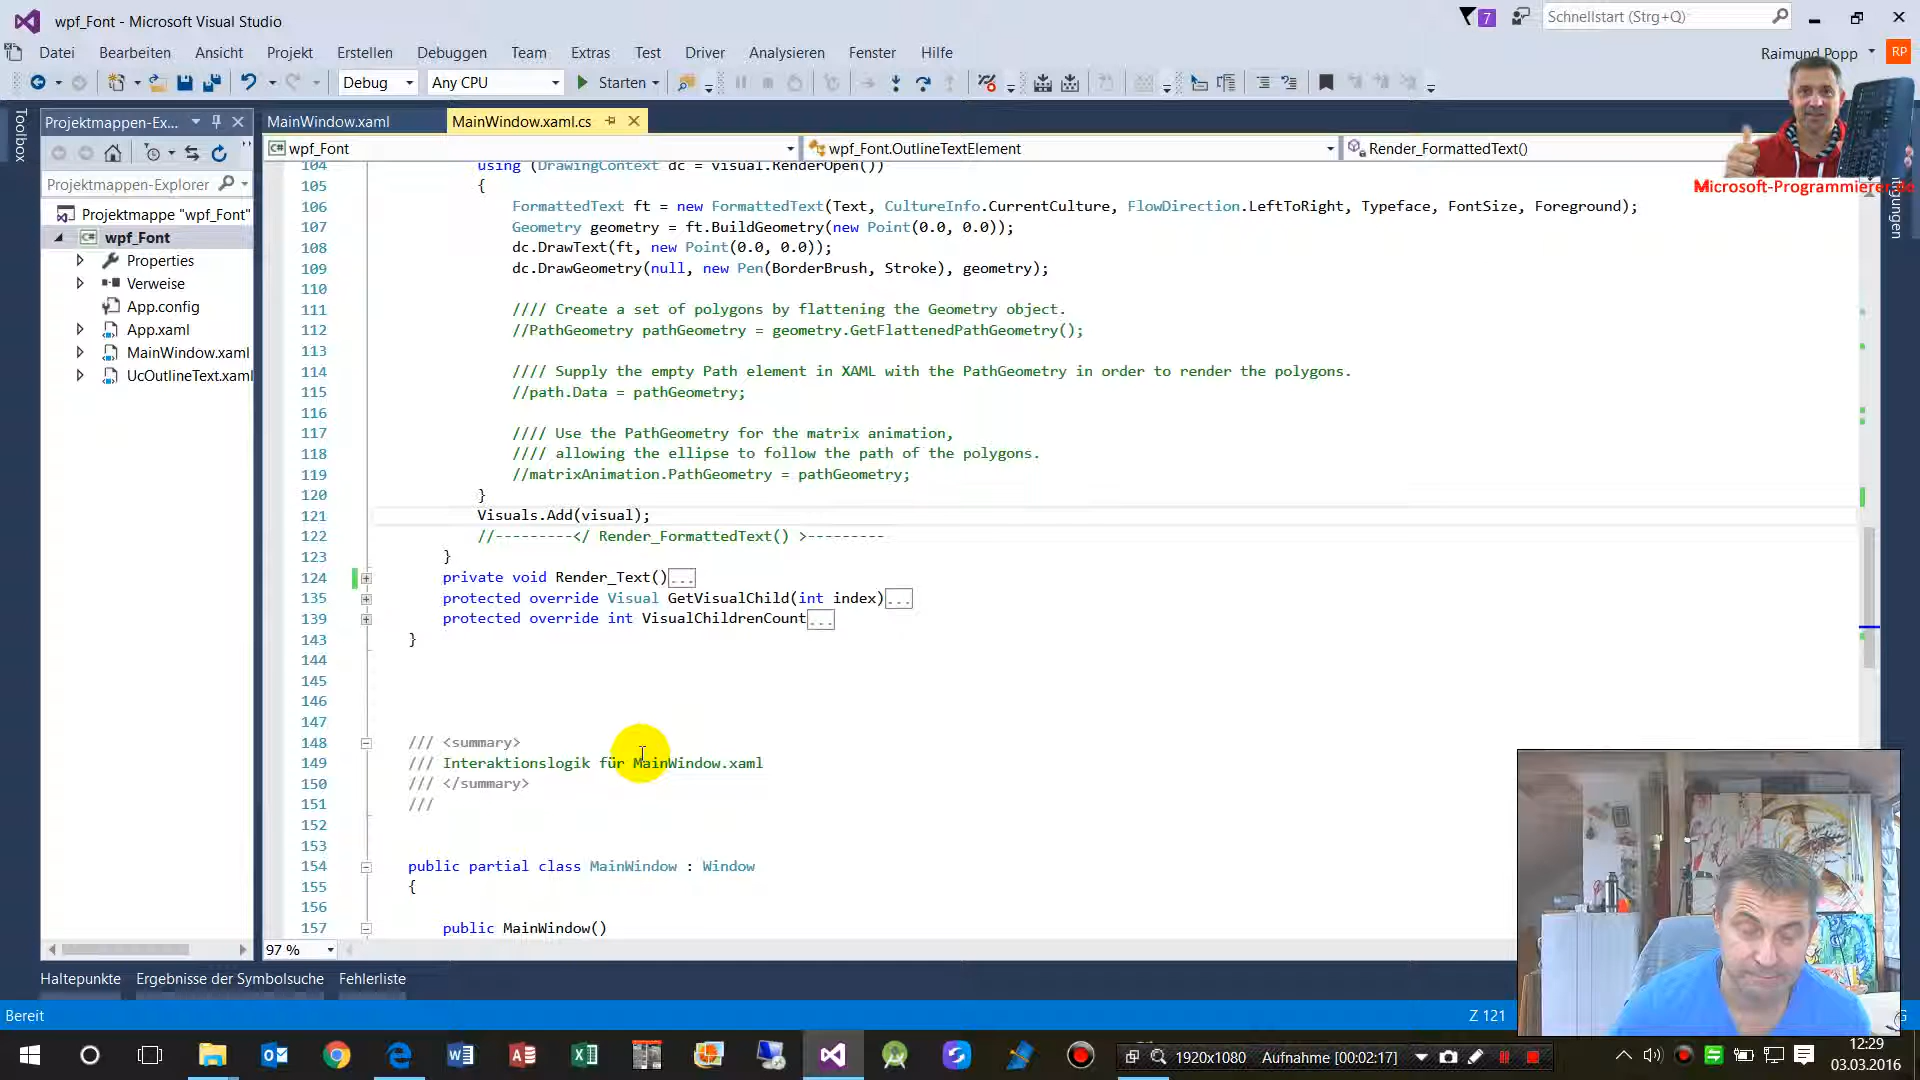 wpf_Font - Microsoft Visual Studio
7
Schnellstart (Strg+Q)
Datei Bearbeiten Ansicht Projekt Erstellen Debuggen Team Extras Test Driver Analysieren Fenster Hilfe
Raimund Popp RP
Debug Any CPU Starten
Toolbox
Projektmappen-Ex...
MainWindow.xaml MainWindow.xaml.cs
wpf_Font wpf_Font.OutlineTextElement Render_FormattedText()
Microsoft-Programmierer.de
Projektmappen-Explorer
Projektmappe "wpf_Font"
wpf_Font
Properties
Verweise
App.config
App.xaml
MainWindow.xaml
UcOutlineText.xaml
104 using (DrawingContext dc = visual.RenderOpen())
105 {
106 FormattedText ft = new FormattedText(Text, CultureInfo.CurrentCulture, FlowDirection.LeftToRight, Typeface, FontSize, Foreground);
107 Geometry geometry = ft.BuildGeometry(new Point(0.0, 0.0));
108 dc.DrawText(ft, new Point(0.0, 0.0));
109 dc.DrawGeometry(null, new Pen(BorderBrush, Stroke), geometry);
110
111 //// Create a set of polygons by flattening the Geometry object.
112 //PathGeometry pathGeometry = geometry.GetFlattenedPathGeometry();
113
114 //// Supply the empty Path element in XAML with the PathGeometry in order to render the polygons.
115 //path.Data = pathGeometry;
116
117 //// Use the PathGeometry for the matrix animation,
118 //// allowing the ellipse to follow the path of the polygons.
119 //matrixAnimation.PathGeometry = pathGeometry;
120 }
121 Visuals.Add(visual);
122 //---------</ Render_FormattedText() >---------
123 }
124 private void Render_Text()...
135 protected override Visual GetVisualChild(int index)...
139 protected override int VisualChildrenCount...
143 }
144
145
146
147
148 /// <summary>
149 /// Interaktionslogik für MainWindow.xaml
150 /// </summary>
151 ///
152
153
154 public partial class MainWindow : Window
155 {
156
157 public MainWindow()
97 %
Haltepunkte Ergebnisse der Symbolsuche Fehlerliste
Bereit Z 121
1920x1080 Aufnahme [00:02:17]
12:29
03.03.2016